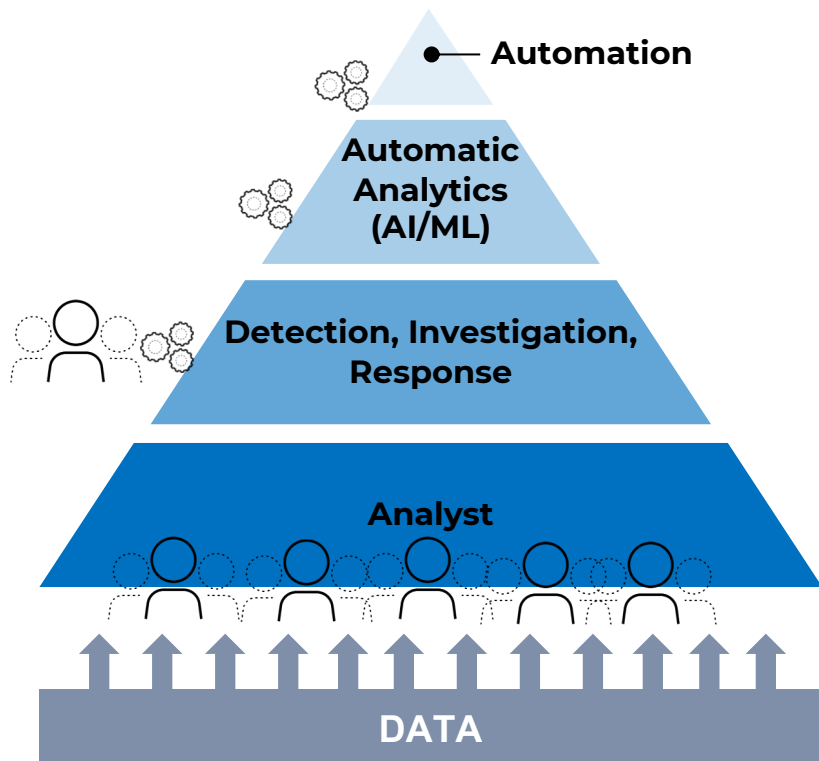 Automation
Automatic
Analytics
(AI/ML)
Detection, Investigation,
Response
Analyst
DATA